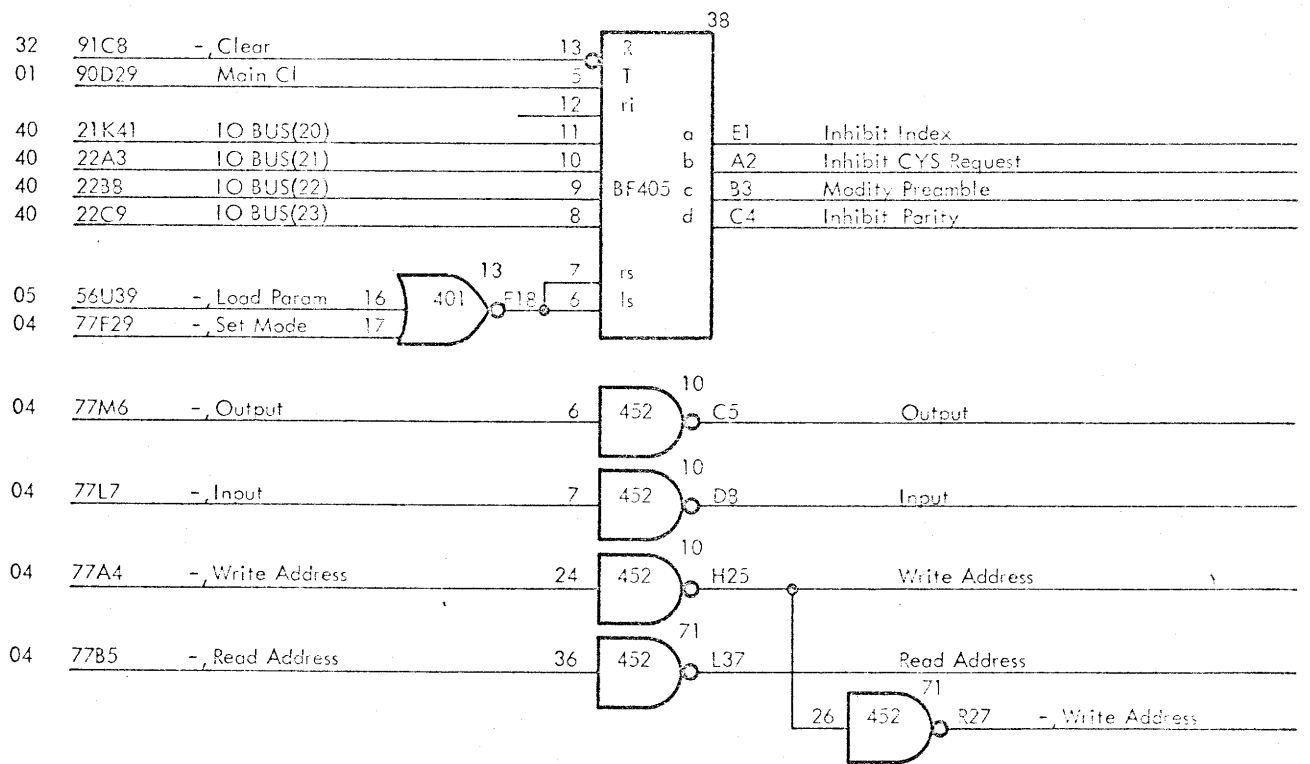 38
32 91C8 -,Clear 13 R
01 90D29 Main Cl 5 T
12 ri
40 21K41 IO BUS(20) 11 a E1 Inhibit Index
40 22A3 IO BUS(21) 10 b A2 Inhibit CYS Request
40 22B8 IO BUS(22) 9 BF405 c B3 Modify Preamble
40 22C9 IO BUS(23) 8 d C4 Inhibit Parity
13 7 rs
05 56U39 -,Load Param 16 401 F18 6 ls
04 77F29 -,Set Mode 17
10
04 77M6 -,Output 6 452 C5 Output
10
04 77L7 -,Input 7 452 D8 Input
10
04 77A4 -,Write Address 24 452 H25 Write Address
71
04 77B5 -,Read Address 36 452 L37 Read Address
71
26 452 R27 -,Write Address